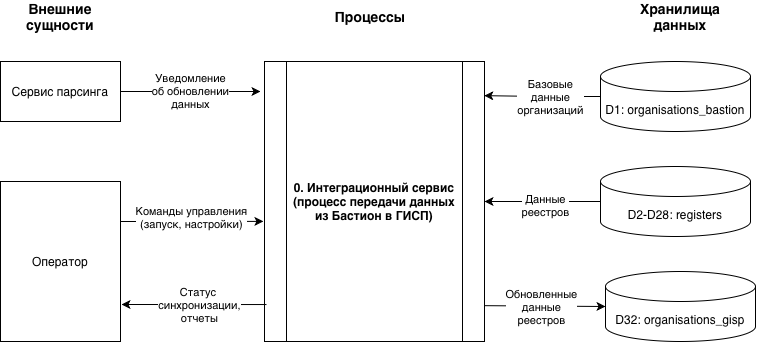 Внешние
сущности
Процессы
Хранилища
данных
Сервис парсинга
Уведомление
об обновлении
данных
Базовые
данные
организаций
D1: organisations_bastion
0. Интеграционный сервис
(процесс передачи данных
из Бастион в ГИСП)
Команды управления
(запуск, настройки)
Данные
реестров
D2-D28: registers
Оператор
Статус
синхронизации,
отчеты
Обновленные
данные
реестров
D32: organisations_gisp